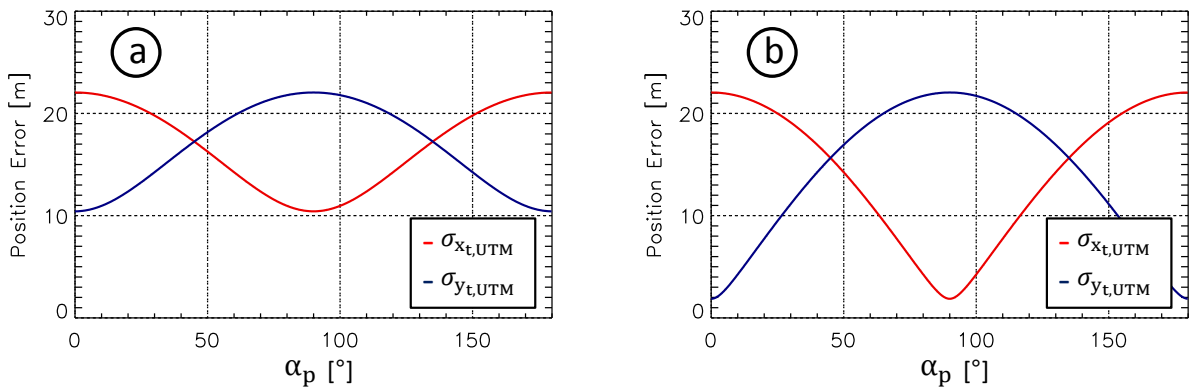 a
Position Error [m]
30
20
10
0
0 50 100 150
αp [°]
σxt,UTM
σyt,UTM
b
Position Error [m]
30
20
10
0
0 50 100 150
αp [°]
σxt,UTM
σyt,UTM